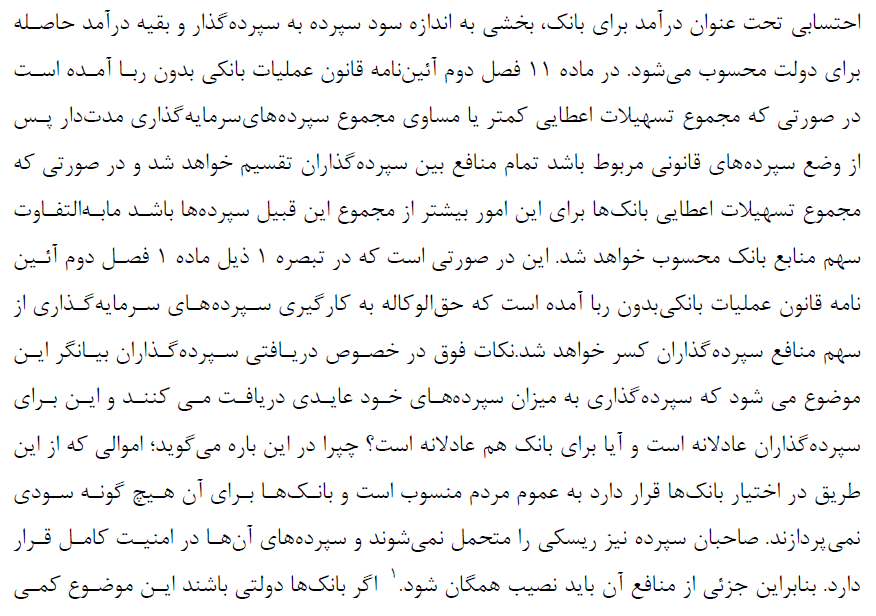 احتسابی تحت عنوان درآمد برای بانک، بخشی به اندازه سود سپرده به سپرده‌گذار و بقیه درآمد حاصله
برای دولت محسوب می‌شود. در ماده ۱۱ فصل دوم آئین‌نامه قانون عملیات بانکی بدون ربا آمده است
در صورتی که مجموع تسهیلات اعطایی کمتر یا مساوی مجموع سپرده‌های‌سرمایه‌گذاری مدت‌دار پس
از وضع سپرده‌های قانونی مربوط باشد تمام منافع بین سپرده‌گذاران تقسیم خواهد شد و در صورتی که
مجموع تسهیلات اعطایی بانک‌ها برای این امور بیشتر از مجموع این قبیل سپرده‌ها باشد مابه‌التفاوت
سهم منابع بانک محسوب خواهد شد. این در صورتی است که در تبصره ۱ ذیل ماده ۱ فصل دوم آئین
نامه قانون عملیات بانکی‌بدون ربا آمده است که حق‌الوکاله به کارگیری سپرده‌های سرمایه‌گذاری از
سهم منافع سپرده‌گذاران کسر خواهد شد.نکات فوق در خصوص دریافتی سپرده‌گذاران بیانگر این
موضوع می شود که سپرده‌گذاری به میزان سپرده‌های خود عایدی دریافت می کنند و این برای
سپرده‌گذاران عادلانه است و آیا برای بانک هم عادلانه است؟ چپرا در این باره می‌گوید؛ اموالی که از این
طریق در اختیار بانک‌ها قرار دارد به عموم مردم منسوب است و بانک‌ها برای آن هیچ گونه سودی
نمی‌پردازند. صاحبان سپرده نیز ریسکی را متحمل نمی‌شوند و سپرده‌های آن‌ها در امنیت کامل قرار
دارد. بنابراین جزئی از منافع آن باید نصیب همگان شود.۱ اگر بانک‌ها دولتی باشند این موضوع کمی